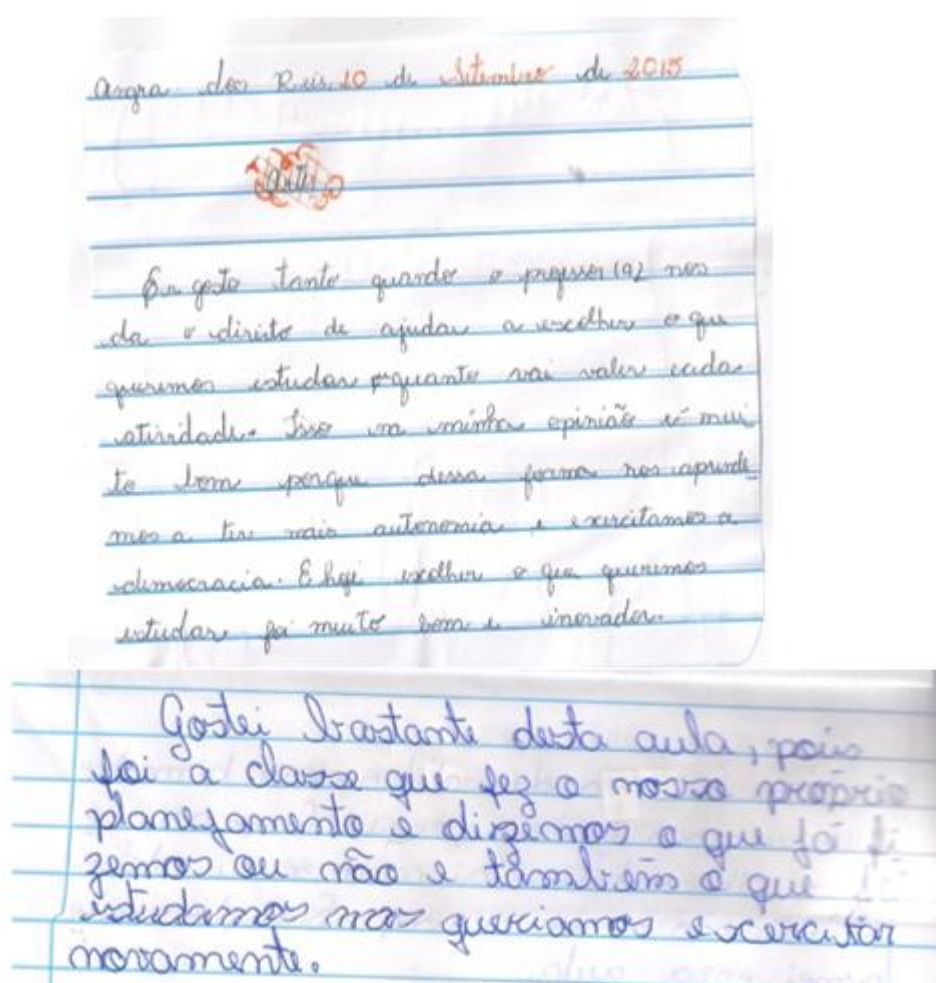 Angra dos Reis, 10 de Setembro de 2015
Eu gosto tanto quando o professor (a) nos
da o direito de ajudar a escolher o que
queremos estudar e quanto vai valer cada
atividade. Isso na minha opinião é mui
to bom porque dessa forma nos aprende
mos a ter mais autonomia e exercitamos a
democracia. E hoje escolher o que queremos
estudar foi muito bom e inovador.
Gostei bastante desta aula, pois
foi a classe que fez o nosso próprio
planejamento e dizemos o que já fi
zemos ou não e também o que
estudamos mas queriamos excercitar
novamente.